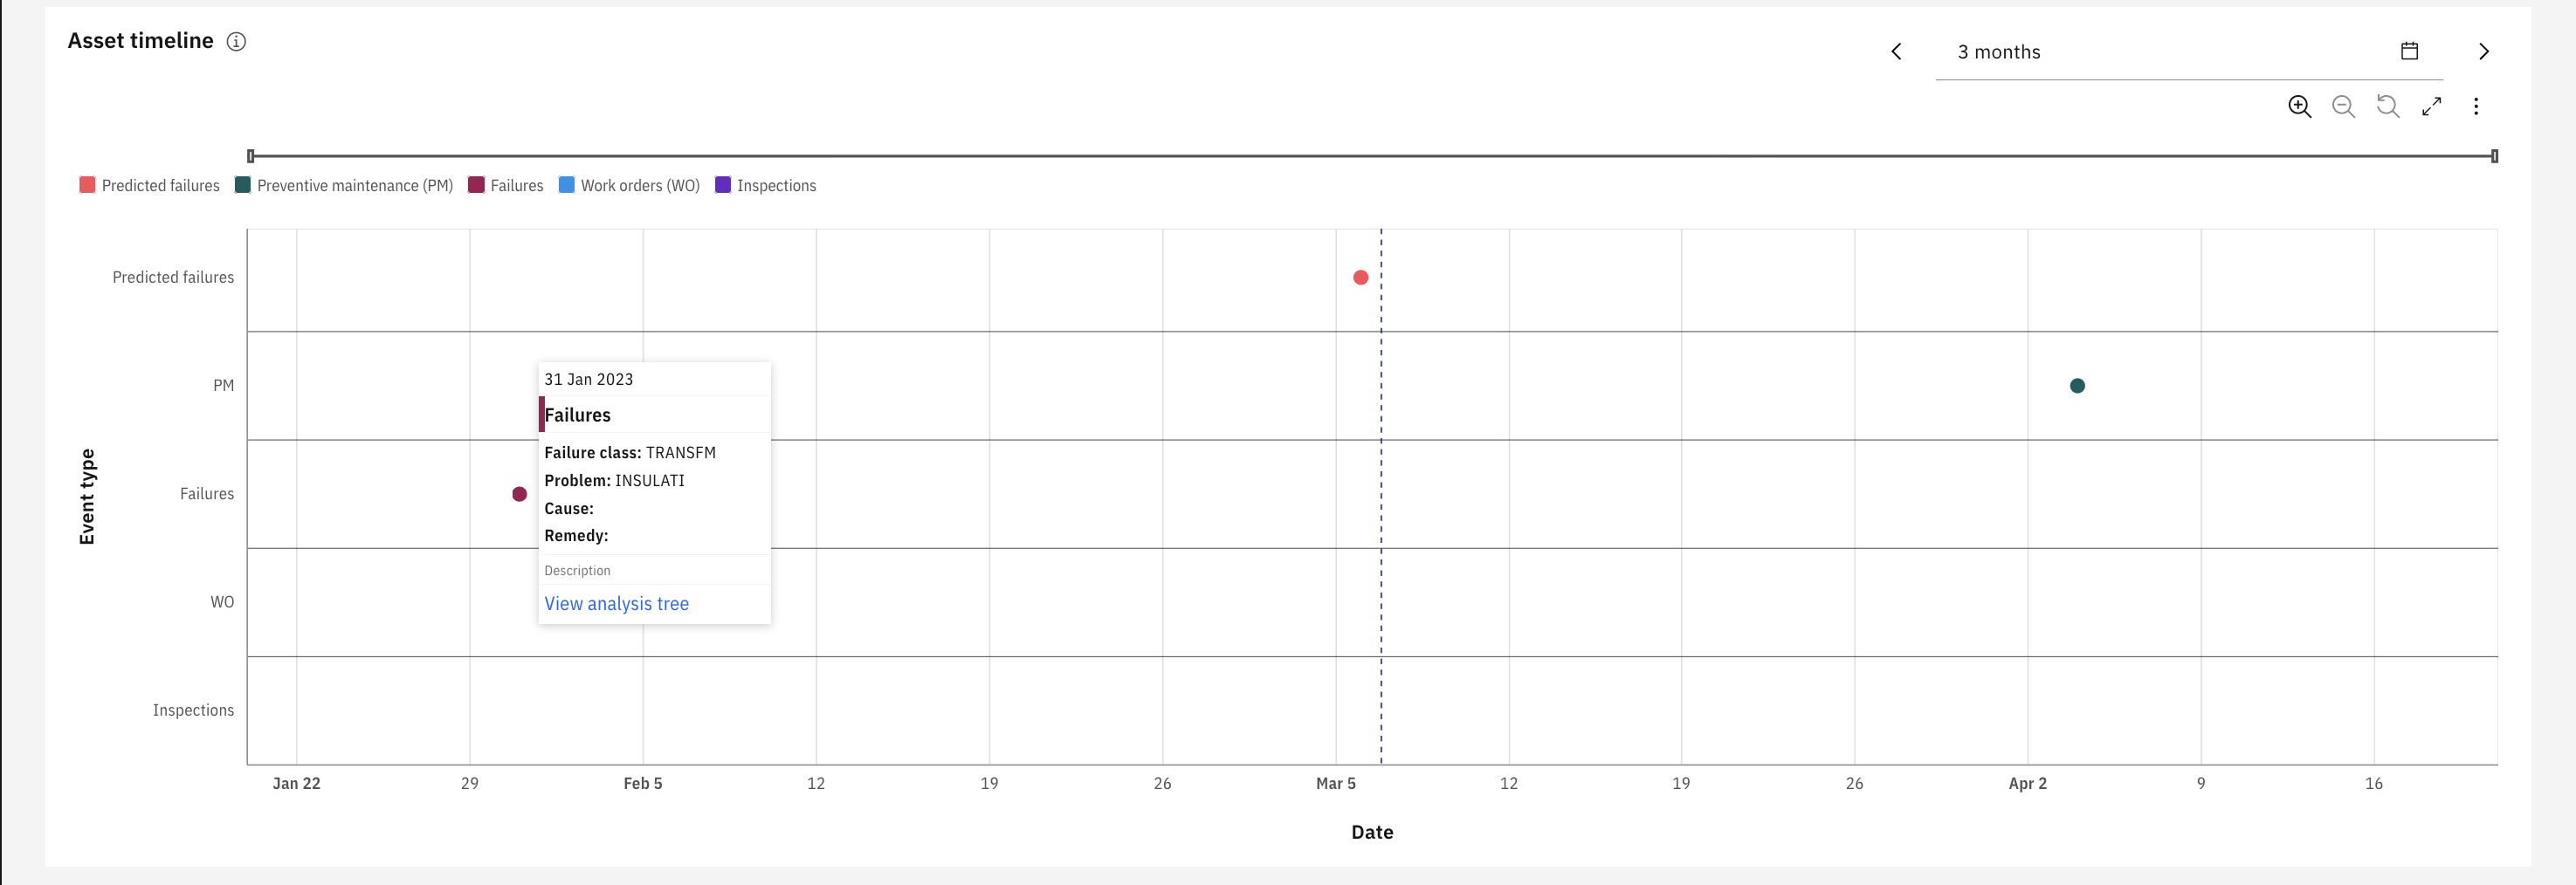 Asset timeline
3 months
Predicted failures Preventive maintenance (PM) Failures Work orders (WO) Inspections
Predicted failures
PM
Failures
WO
Inspections
Event type
31 Jan 2023
Failures
Failure class: TRANSFM
Problem: INSULATI
Cause:
Remedy:
Description
View analysis tree
Jan 22 29 Feb 5 12 19 26 Mar 5 12 19 26 Apr 2 9 16
Date